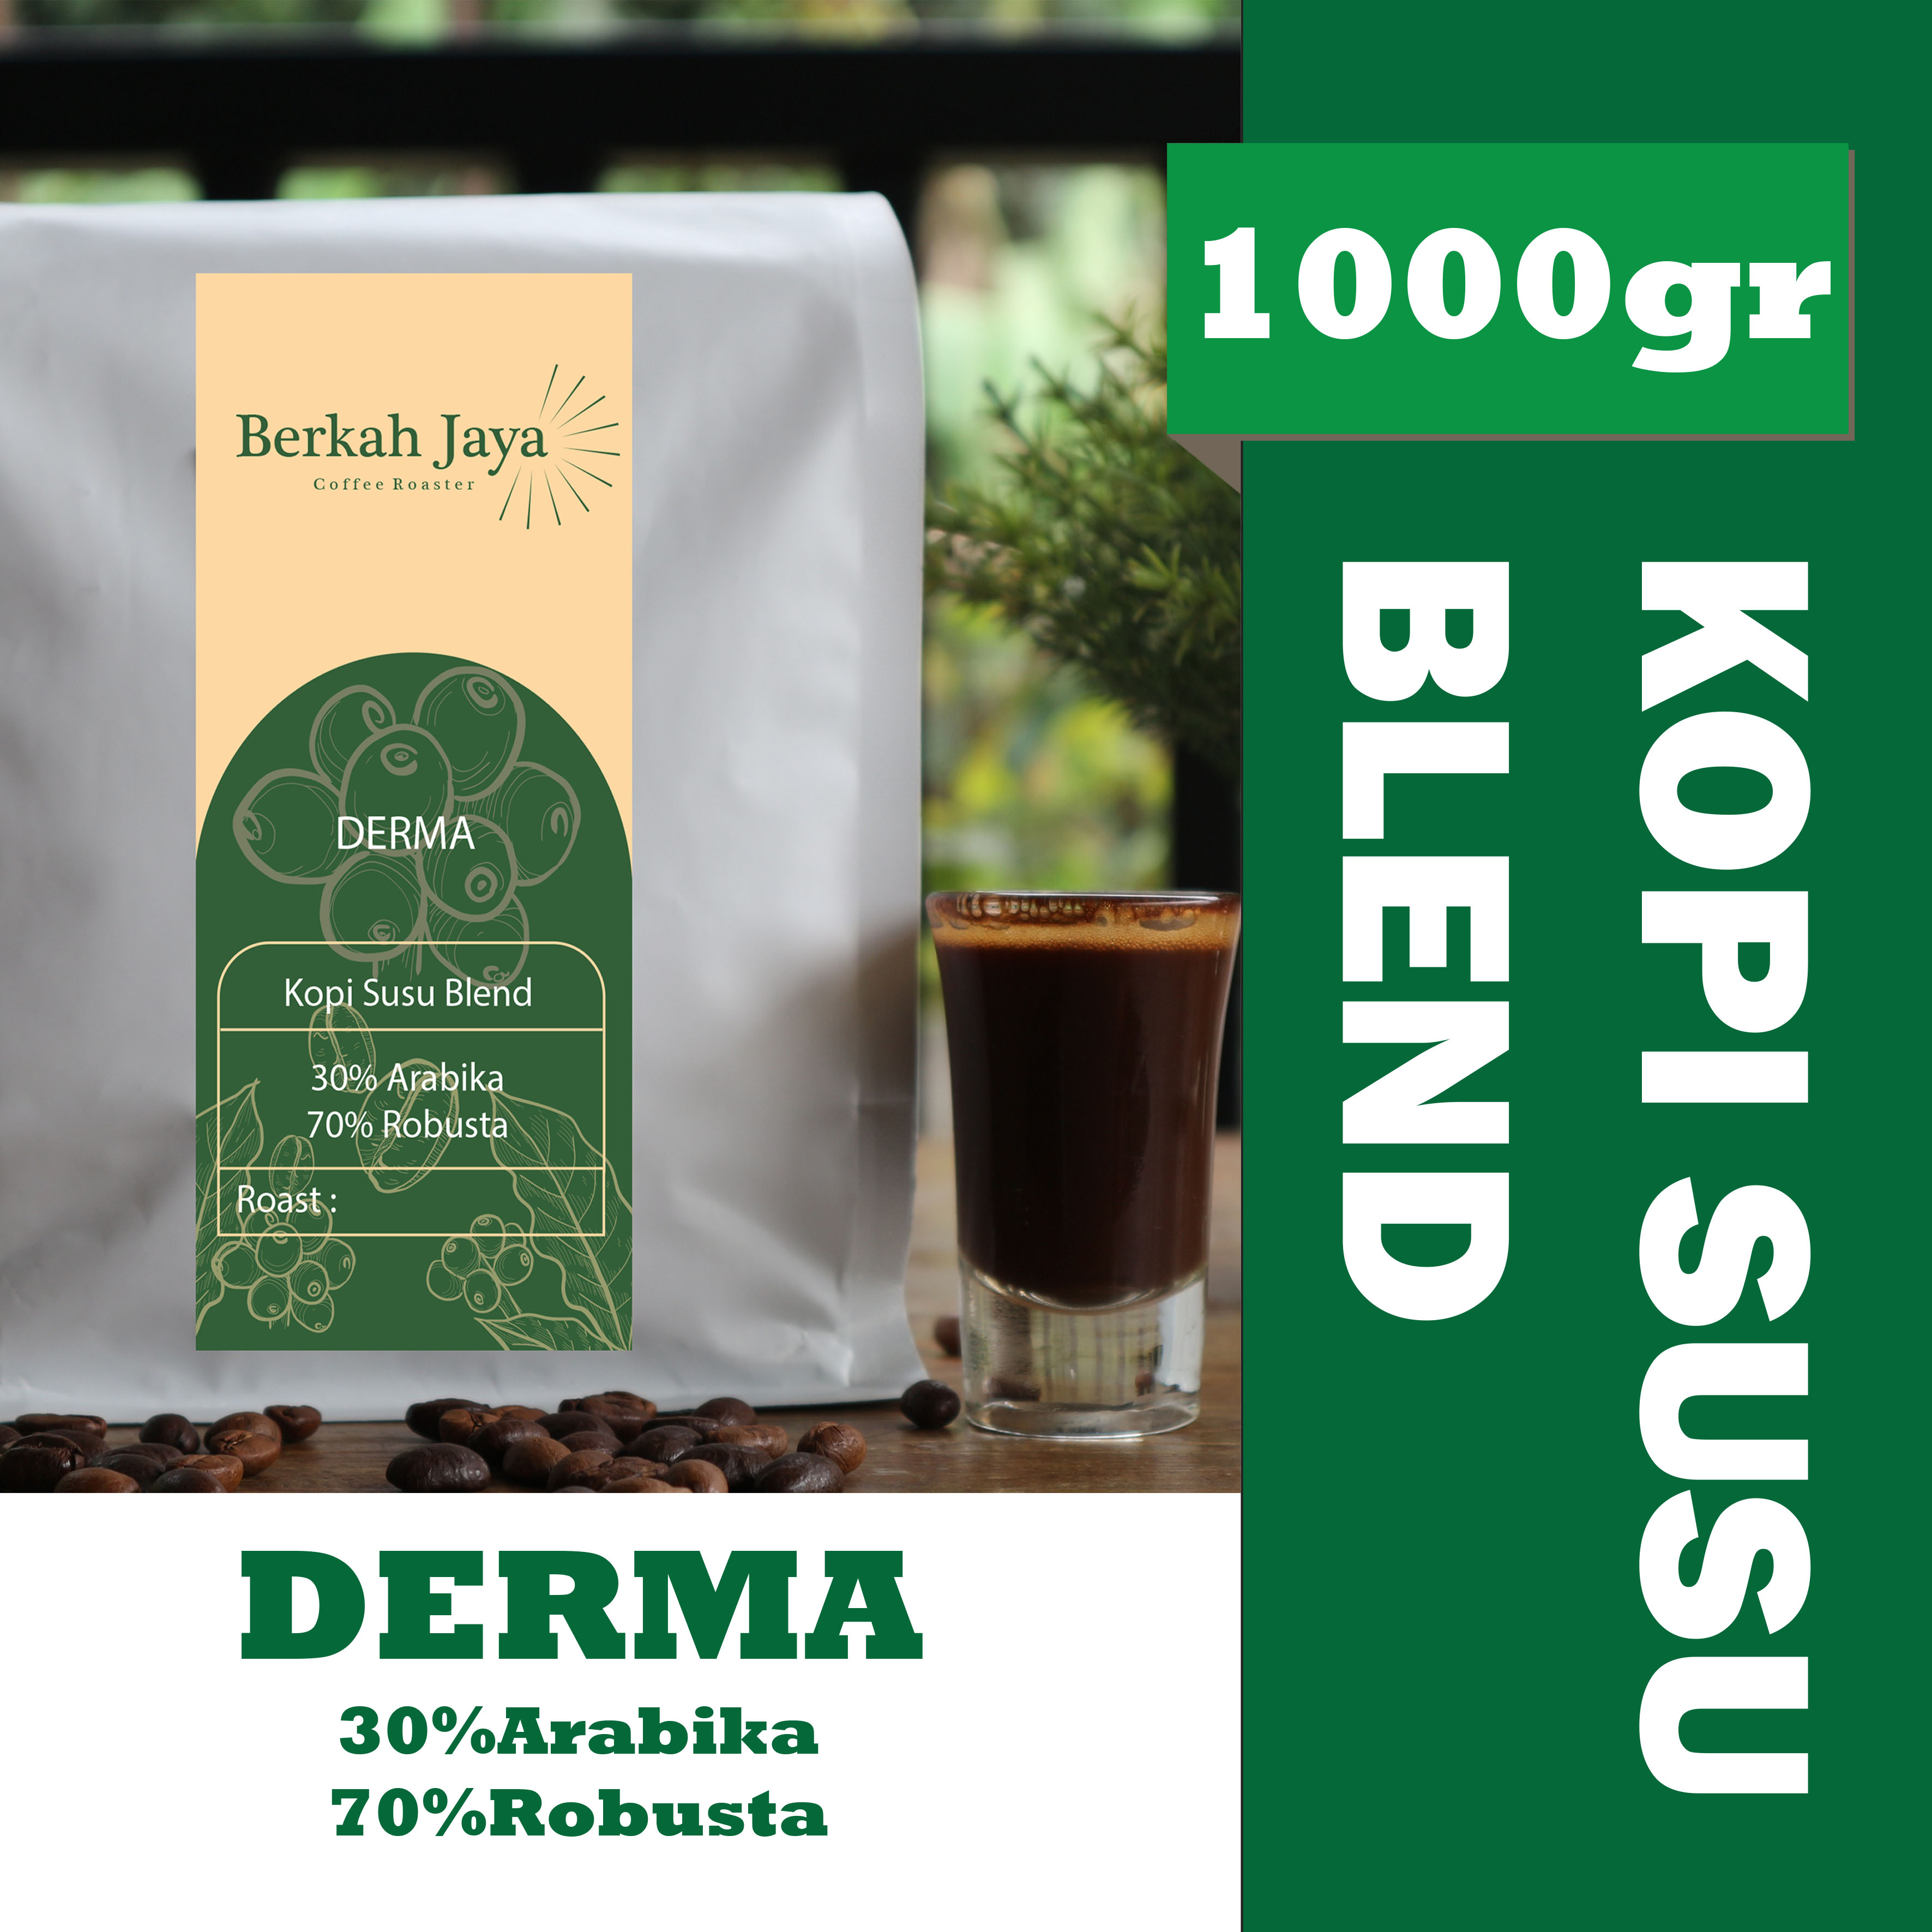 1000gr
KOPI SUSU
BLEND
Berkah Jaya
Coffee Roaster
DERMA
Kopi Susu Blend
30% Arabika
70% Robusta
Roast :
DERMA
30%Arabika
70%Robusta